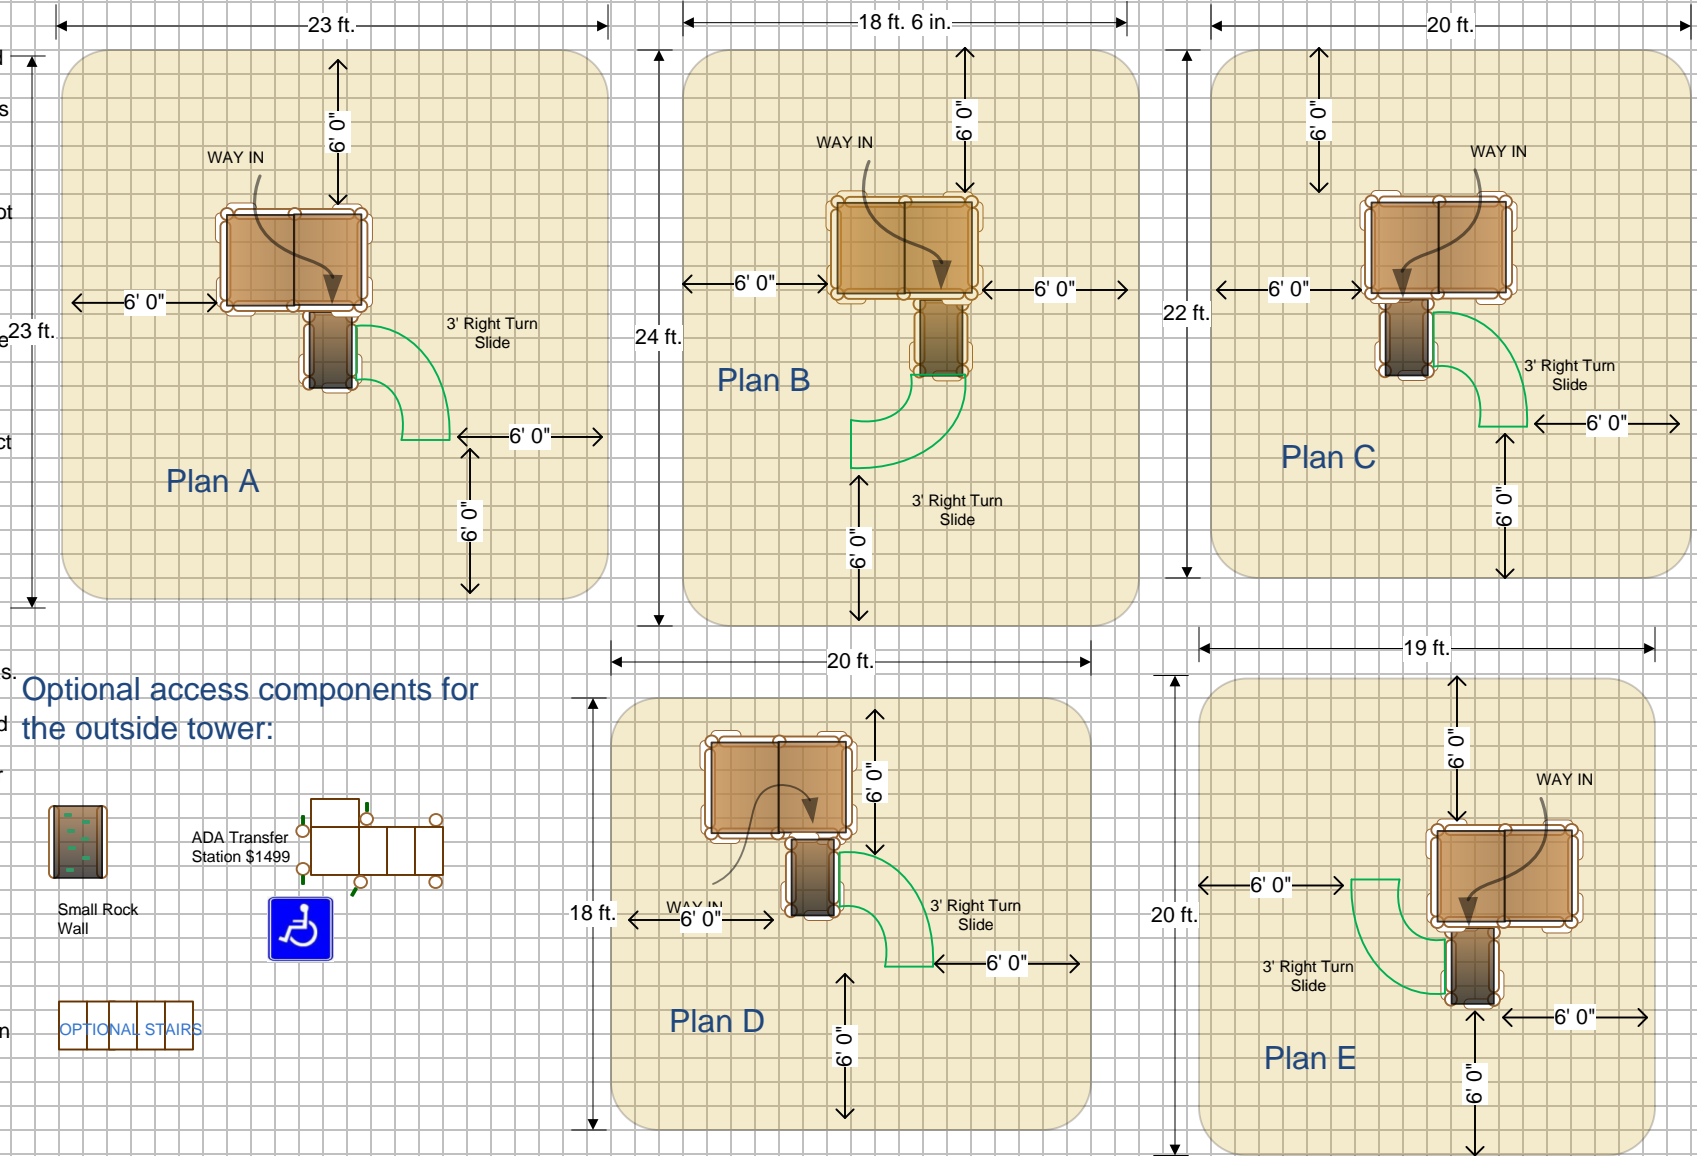 23 ft.
18 ft. 6 in.
20 ft.
6' 0"
6' 0"
6' 0"
WAY IN
WAY IN
WAY IN
6' 0"
6' 0"
6' 0"
6' 0"
23 ft.
24 ft.
22 ft.
3' Right Turn
Slide
3' Right Turn
Slide
Plan A
Plan B
Plan C
6' 0"
6' 0"
6' 0"
6' 0"
6' 0"
3' Right Turn
Slide
20 ft.
19 ft.
Optional access components for
the outside tower:
ADA Transfer
Station $1499
Small Rock
Wall
OPTIONAL STAIRS
6' 0"
WAY IN
6' 0"
18 ft.
3' Right Turn
Slide
6' 0"
Plan D
6' 0"
6' 0"
WAY IN
6' 0"
20 ft.
3' Right Turn
Slide
6' 0"
Plan E
6' 0"